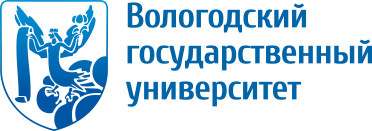 Вологодский
государственный
университет